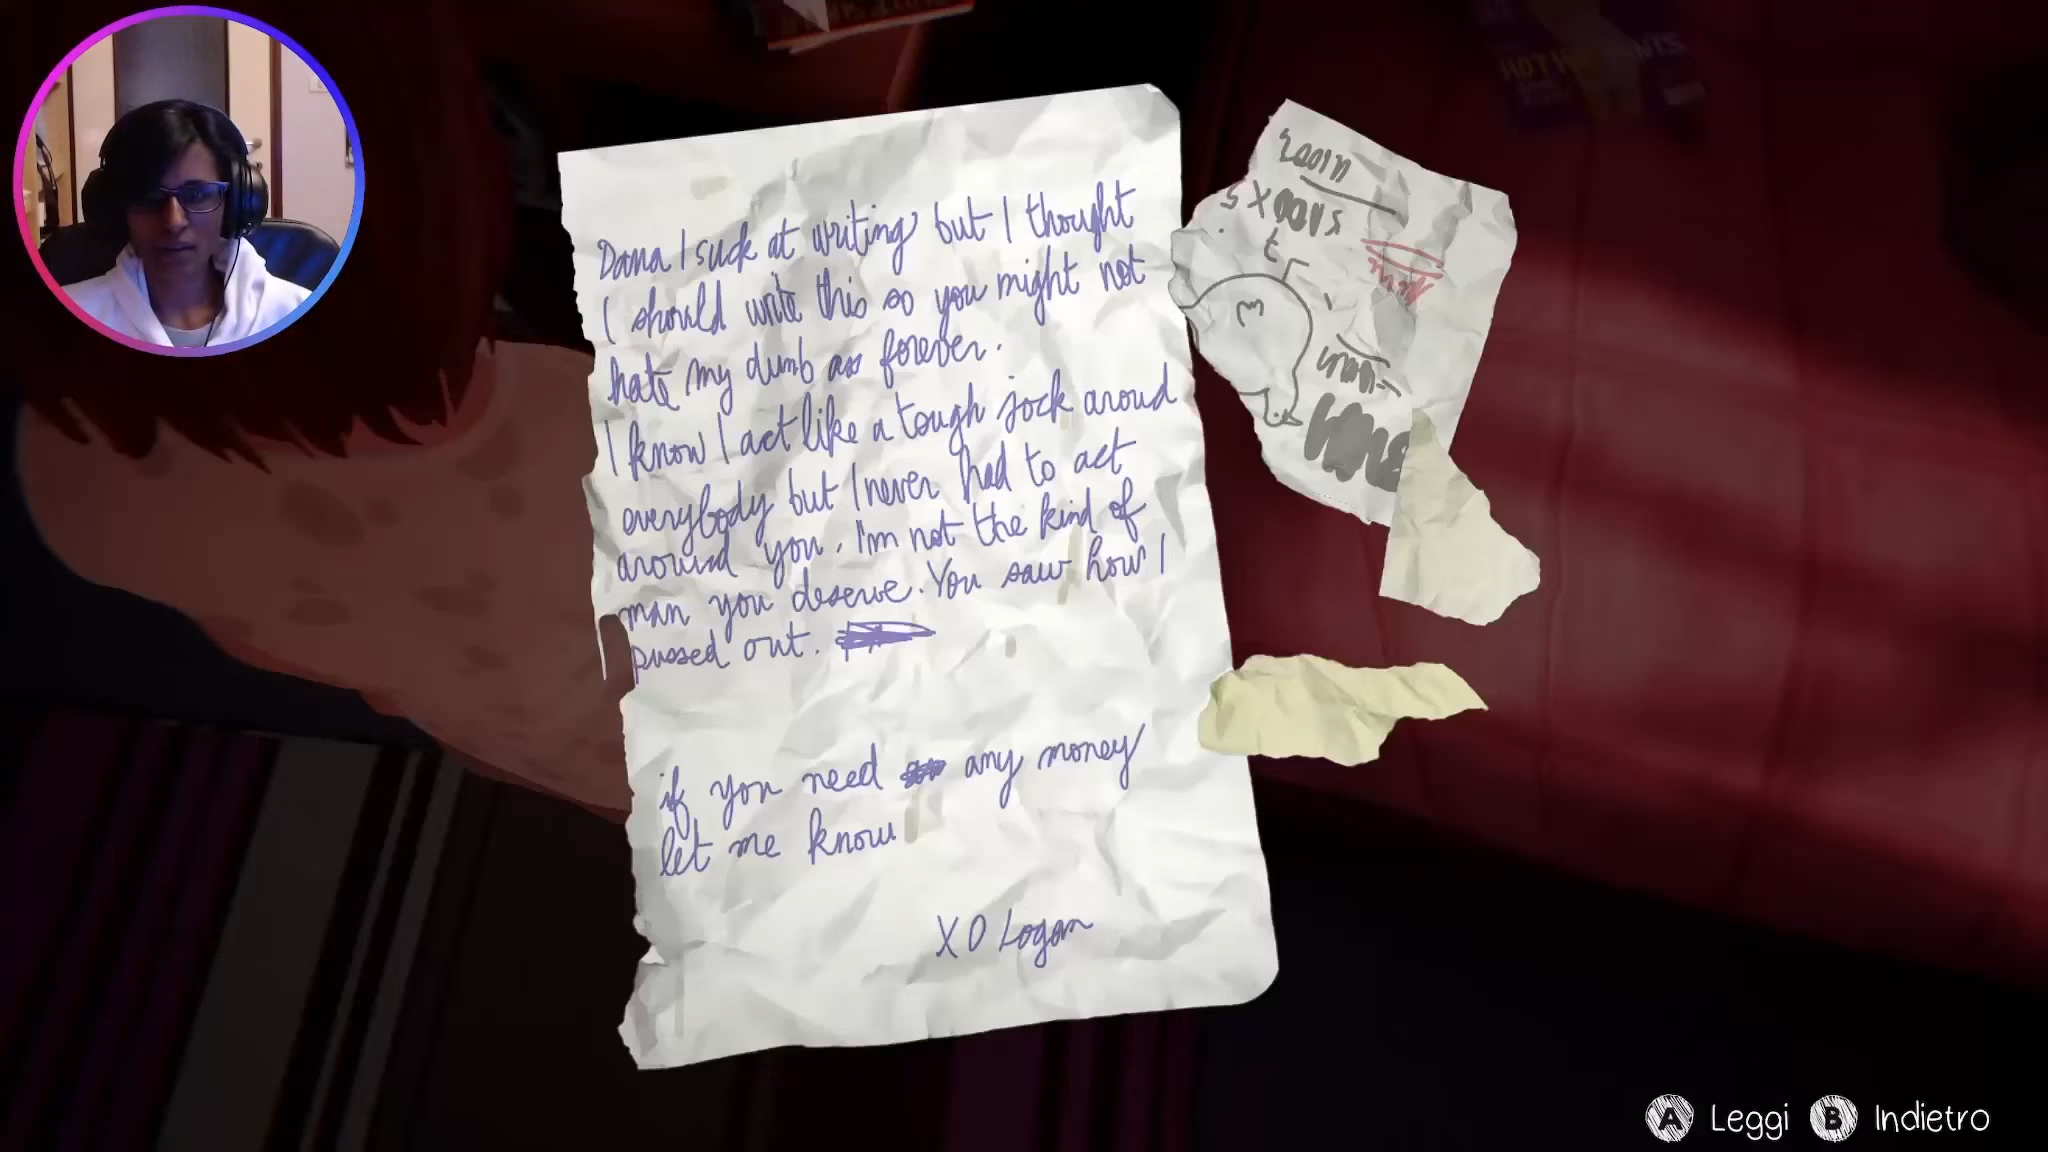 Dana I suck at writing but I thought
I should write this so you might not
hate my dumb ass forever.
I know I act like a tough jock aroud
everybody but I never had to act
around you. I'm not the kind of
man you deserve. You saw how I
pussed out.
if you need any money
let me know
XO Logan
room
A Leggi B Indietro